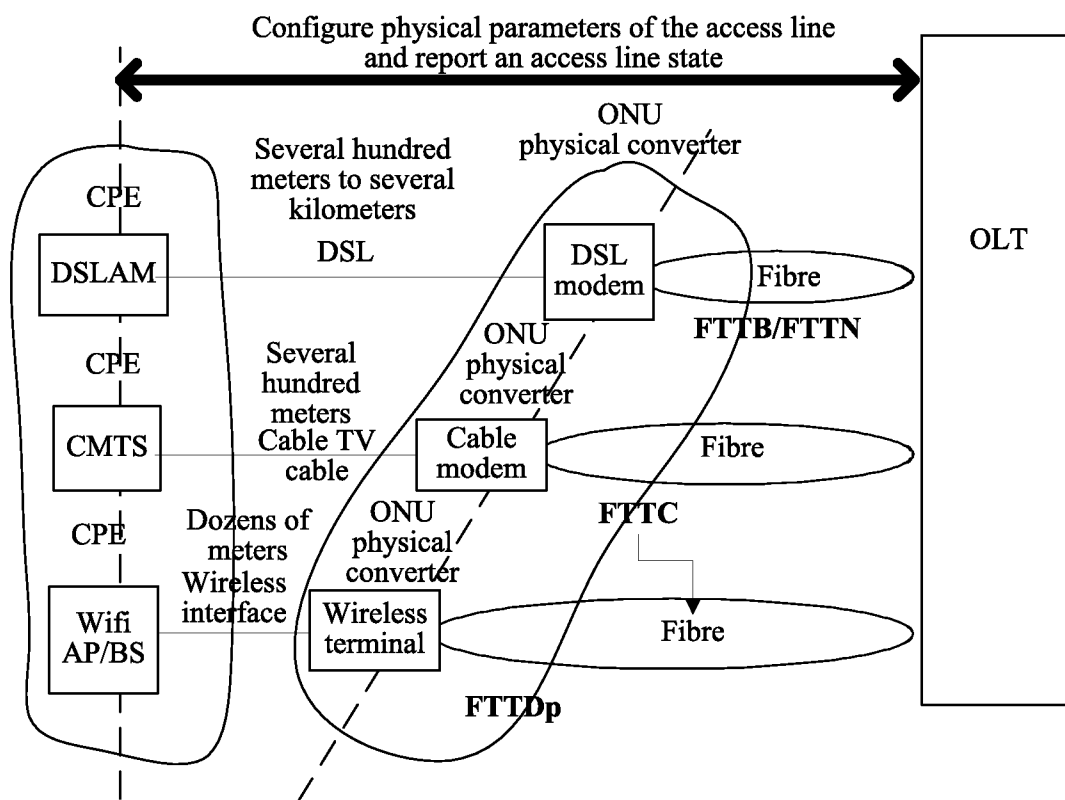 Configure physical parameters of the access line
and report an access line state
ONU
physical converter
Several hundred
meters to several
kilometers
CPE
DSLAM
DSL
DSL
modem
Fibre
OLT
FTTB/FTTN
ONU
physical
converter
Several
hundred
meters
CPE
CMTS
Cable TV
cable
Cable
modem
Fibre
FTTC
ONU
physical
converter
Dozens of
meters
CPE
Wireless
interface
Wifi
AP/BS
Wireless
terminal
Fibre
FTTDp